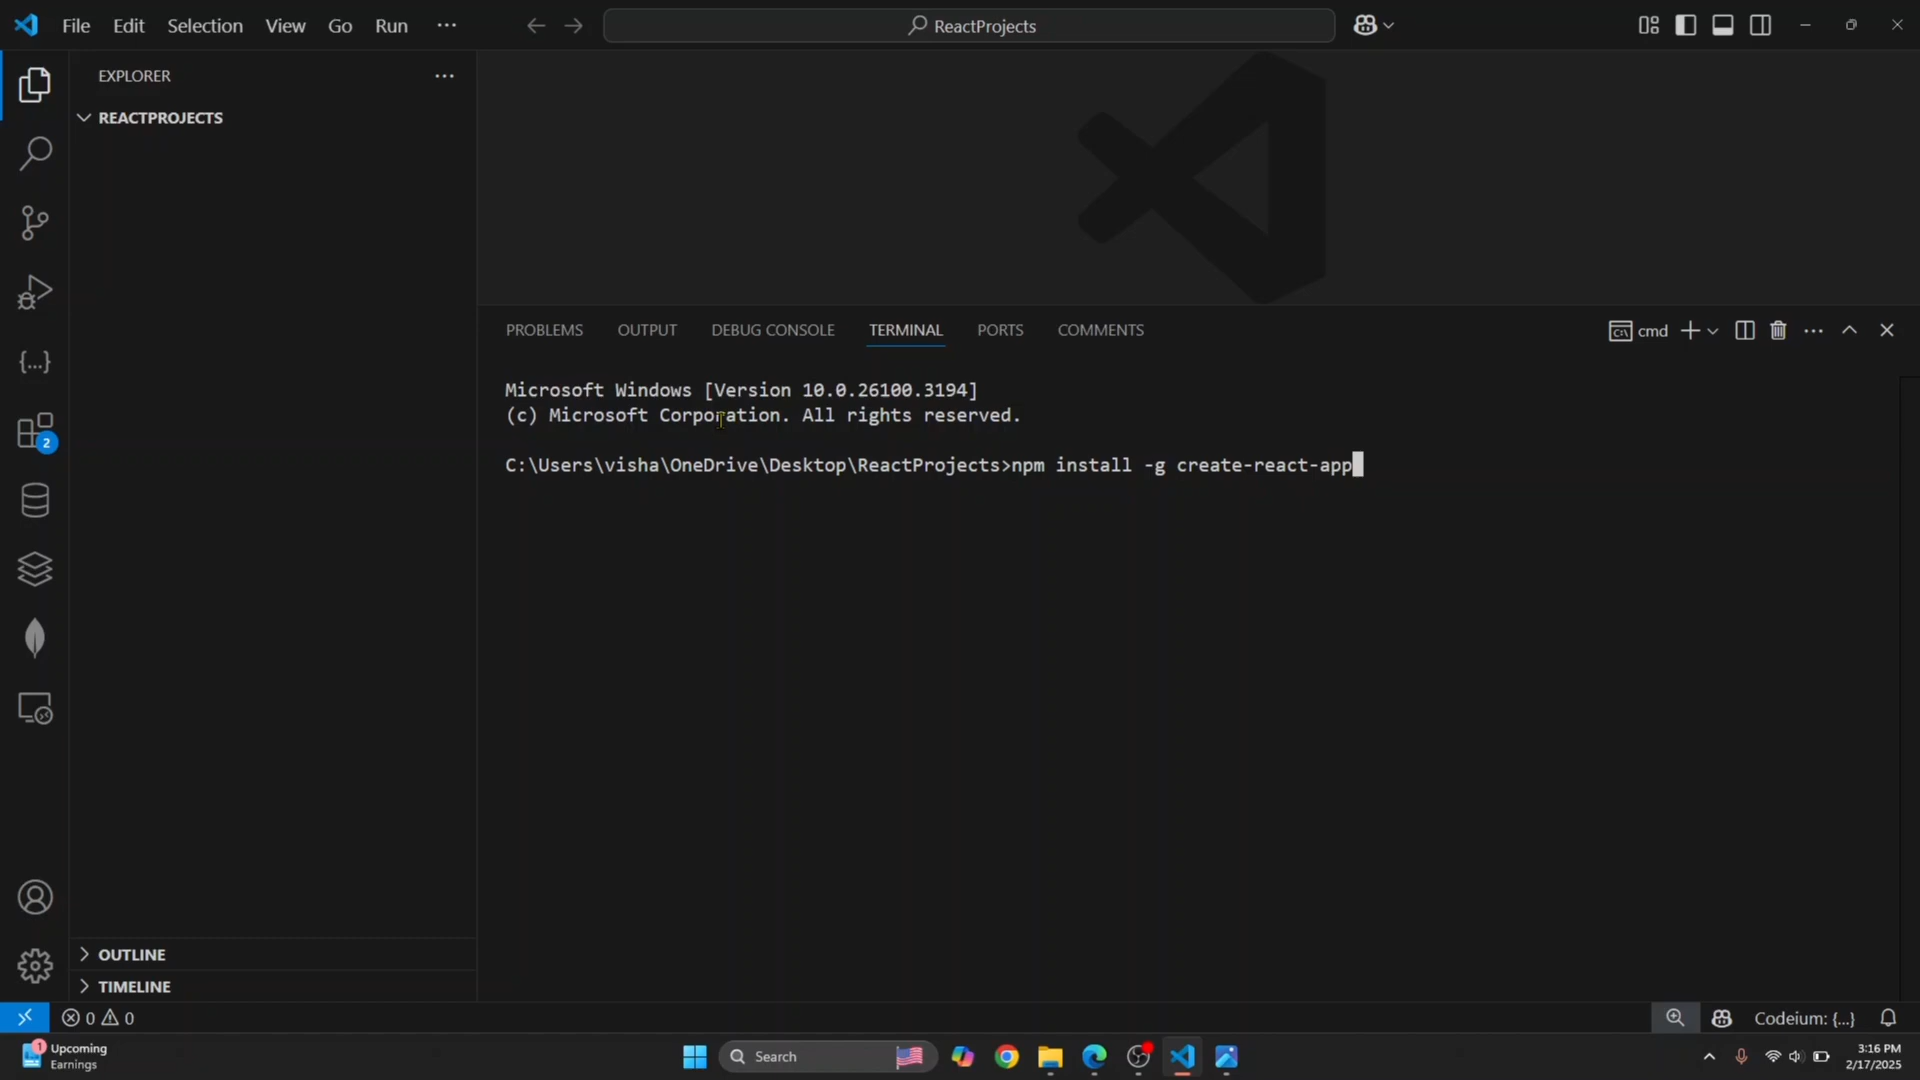 File Edit Selection View Go Run ···
ReactProjects
EXPLORER
REACTPROJECTS
PROBLEMS OUTPUT DEBUG CONSOLE TERMINAL PORTS COMMENTS
cmd
Microsoft Windows [Version 10.0.26100.3194]
(c) Microsoft Corporation. All rights reserved.
C:\Users\visha\OneDrive\Desktop\ReactProjects>npm install -g create-react-app
2
OUTLINE
TIMELINE
0 0
Codeium: {...}
1
Upcoming
Earnings
Search
3:16 PM
2/17/2025